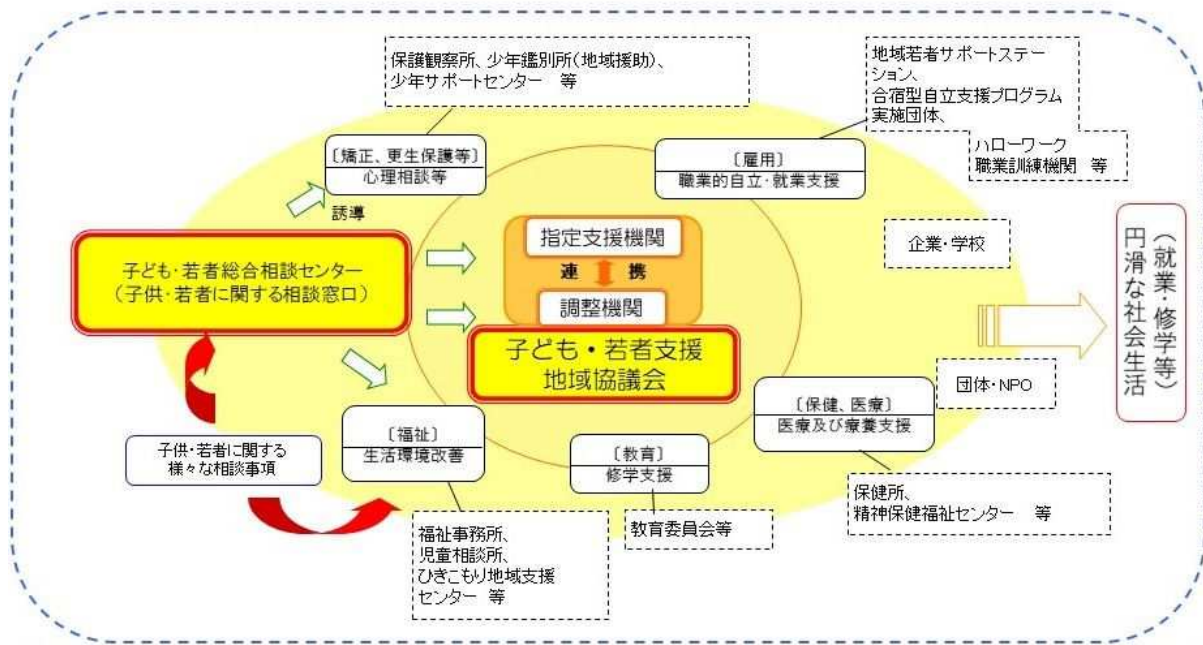 保護観察所、少年鑑別所(地域援助)、
少年サポートセンター 等
地域若者サポートステー
ション、
合宿型自立支援プログラム
実施団体、
ハローワーク
職業訓練機関 等
〔矯正、更生保護等〕
心理相談等
〔雇用〕
職業的自立・就業支援
誘導
指定支援機関
連 携
調整機関
企業・学校
子ども・若者総合相談センター
(子供・若者に関する相談窓口)
子ども・若者支援
地域協議会
円滑な社会生活
(就業・修学等)
団体・NPO
〔保健、医療〕
医療及び療養支援
〔福祉〕
生活環境改善
〔教育〕
修学支援
子供・若者に関する
様々な相談事項
保健所、
精神保健福祉センター 等
教育委員会等
福祉事務所、
児童相談所、
ひきこもり地域支援
センター 等